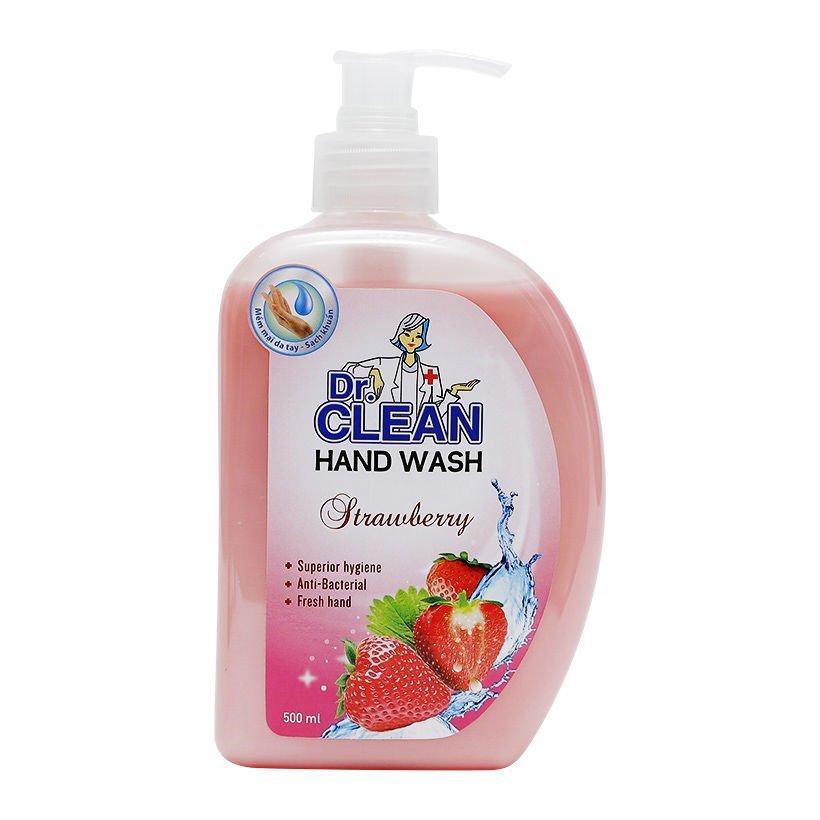 Mềm mại da tay - Sạch khuẩn
Dr.
CLEAN
HAND WASH
Strawberry
Superior hygiene
Anti-Bacterial
Fresh hand
500 ml